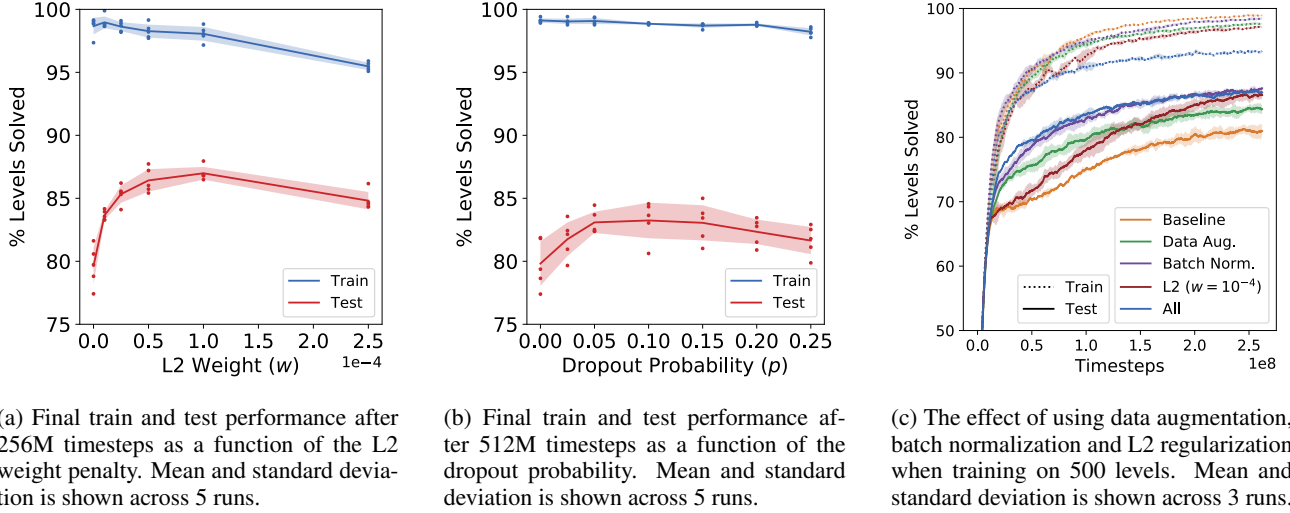 100
95
90
85
80
75
% Levels Solved
Train
Test
0.0 0.5 1.0 1.5 2.0 2.5
L2 Weight (w)
1e−4
100
95
90
85
80
75
% Levels Solved
Train
Test
0.00 0.05 0.10 0.15 0.20 0.25
Dropout Probability (p)
100
90
80
70
60
50
% Levels Solved
Train
Test
Baseline
Data Aug.
Batch Norm.
L2 (w = 10⁻⁴)
All
0.0 0.5 1.0 1.5 2.0 2.5
Timesteps
1e8
(a) Final train and test performance after
256M timesteps as a function of the L2
weight penalty. Mean and standard devia-
tion is shown across 5 runs.
(b) Final train and test performance af-
ter 512M timesteps as a function of the
dropout probability. Mean and standard
deviation is shown across 5 runs.
(c) The effect of using data augmentation,
batch normalization and L2 regularization
when training on 500 levels. Mean and
standard deviation is shown across 3 runs.